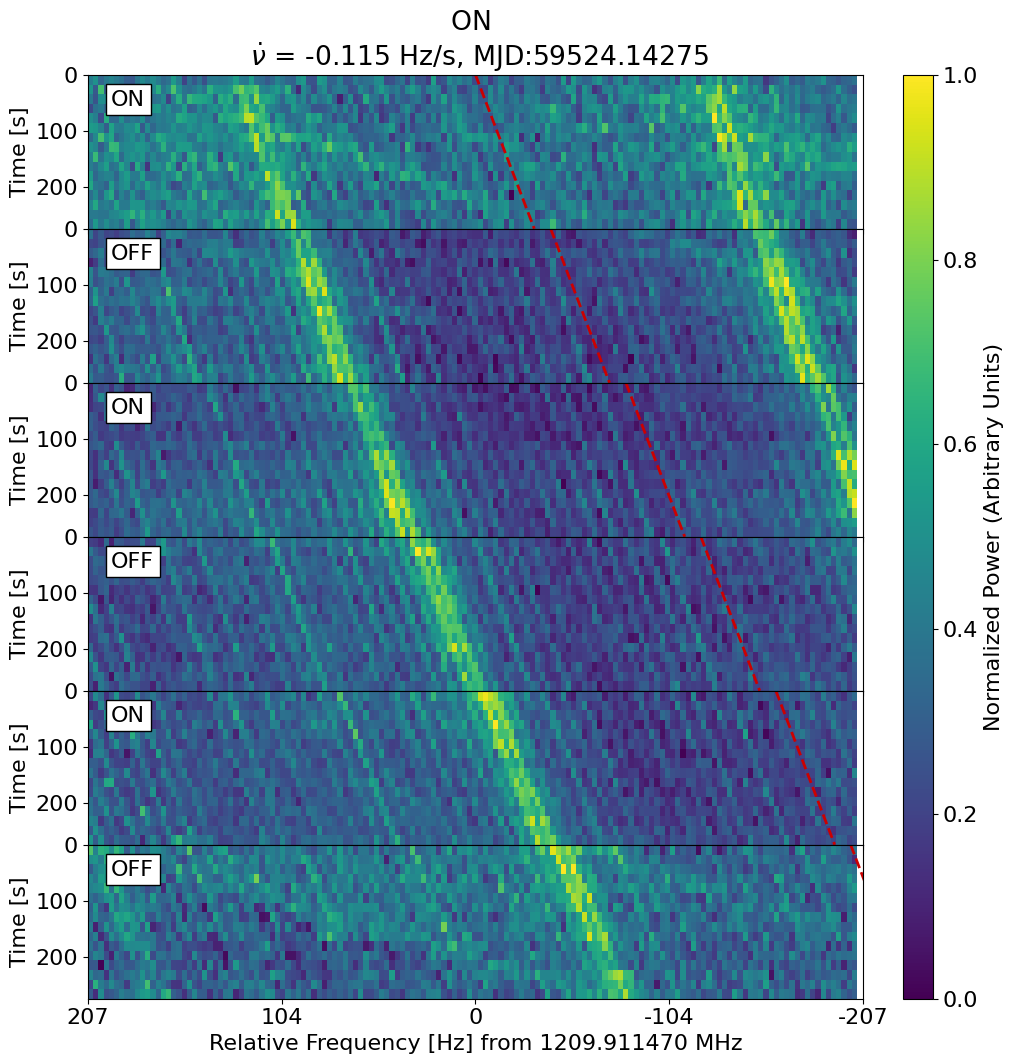 ON
ν̇ = -0.115 Hz/s, MJD:59524.14275
0
ON
100
Time [s]
200
0
OFF
100
Time [s]
200
0
ON
100
Time [s]
200
0
OFF
100
Time [s]
200
0
ON
100
Time [s]
200
0
OFF
100
Time [s]
200
207 104 0 -104 -207
Relative Frequency [Hz] from 1209.911470 MHz
1.0
0.8
0.6
0.4
0.2
0.0
Normalized Power (Arbitrary Units)